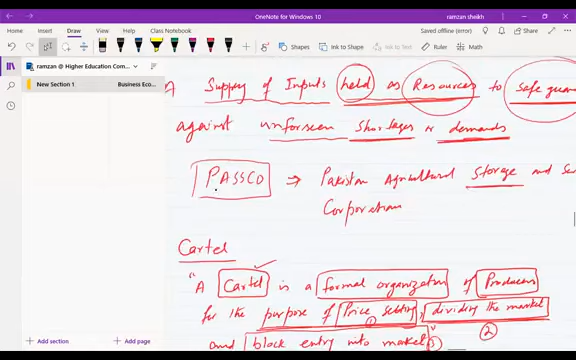 OneNote for Windows 10
ramzan sheikh
Home Insert Draw View Help Class Notebook
Saved offline (error) Share
Shapes Ink to Shape Ink to Text Ruler Math
ramzan @ Higher Education Com...
New Section 1
Business Eco...
A Supply of Inputs held as Resources to safe guard
against unforseen Shortages or demands
PASSCO ⇒ Pakistan Agricultural Storage and Se
Corporation
Cartel
"A Cartel is a formal organization of Producers
for the purpose of Price setting, dividing the market
① ②
and block entry into market" ③
+ Add section + Add page